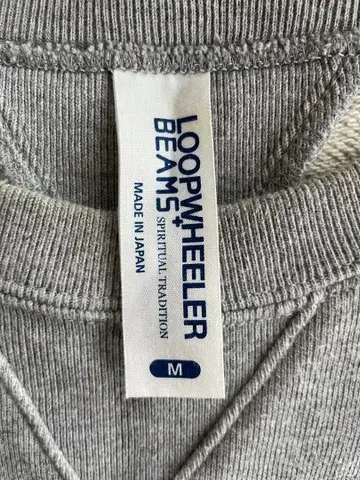 LOOPWHEELER
+
BEAMS
SPIRITUAL TRADITION
MADE IN JAPAN
M